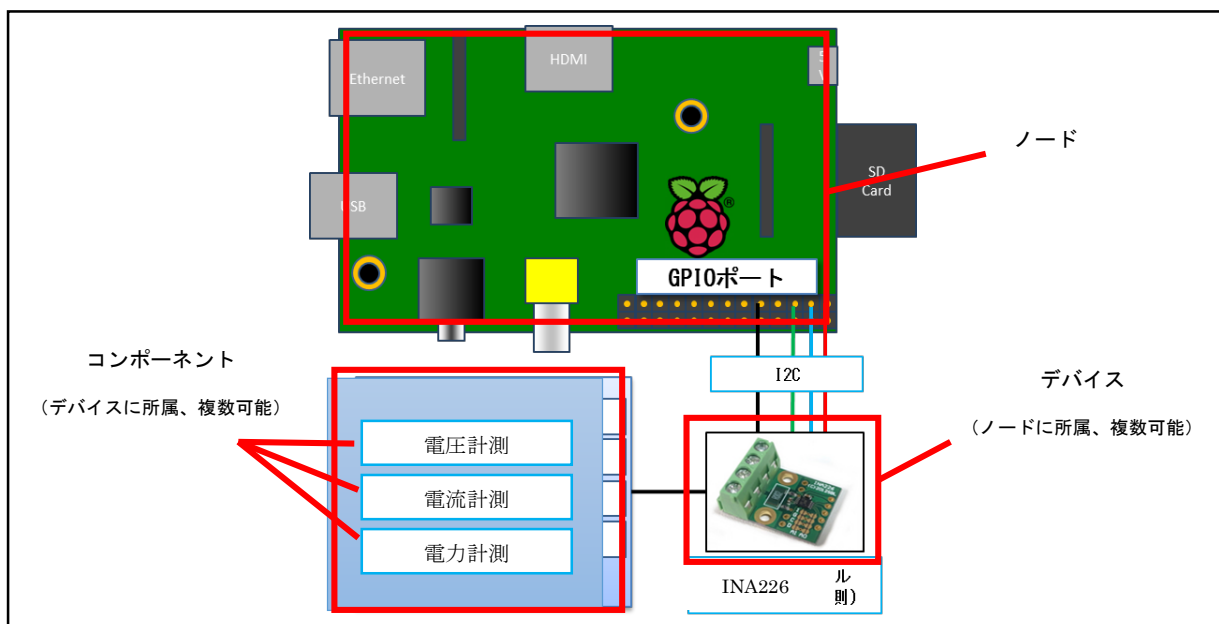 HDMI
5
V
Ethernet
ノード
SD
Card
USB
®
GPIOポート
コンポーネント
I2C
デバイス
(デバイスに所属、複数可能)
(ノードに所属、複数可能)
電圧計測
電流計測
電力計測
INA226
ル
則)